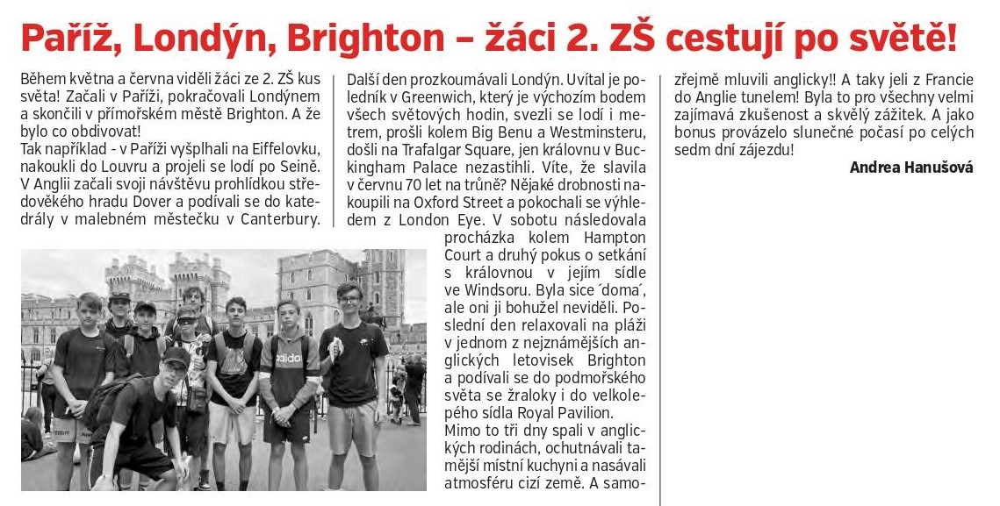 Paříž, Londýn, Brighton – žáci 2. ZŠ cestují po světě!
Během května a června viděli žáci ze 2. ZŠ kus
světa! Začali v Paříži, pokračovali Londýnem
a skončili v přímořském městě Brighton. A že
bylo co obdivovat!
Tak například - v Paříži vyšplhali na Eiffelovku,
nakoukli do Louvru a projeli se lodí po Seině.
V Anglii začali svoji návštěvu prohlídkou stře-
dověkého hradu Dover a podívali se do kate-
drály v malebném městečku v Canterbury.
Další den prozkoumávali Londýn. Uvítal je po-
ledník v Greenwich, který je výchozím bodem
všech světových hodin, svezli se lodí i me-
trem, prošli kolem Big Benu a Westminsteru,
došli na Trafalgar Square, jen královnu v Buc-
kingham Palace nezastihli. Víte, že slavila
v červnu 70 let na trůně? Nějaké drobnosti na-
koupili na Oxford Street a pokochali se výhle-
dem z London Eye. V sobotu následovala
procházka kolem Hampton
Court a druhý pokus o setkání
s královnou v jejím sídle
ve Windsoru. Byla sice ´doma´,
ale oni ji bohužel neviděli. Po-
slední den relaxovali na pláži
v jednom z nejznámějších an-
glických letovisek Brighton
a podívali se do podmořského
světa se žraloky i do velkole-
pého sídla Royal Pavilion.
Mimo to tři dny spali v anglic-
kých rodinách, ochutnávali ta-
mější místní kuchyni a nasávali
atmosféru cizí země. A samo-
zřejmě mluvili anglicky!! A taky jeli z Francie
do Anglie tunelem! Byla to pro všechny velmi
zajímavá zkušenost a skvělý zážitek. A jako
bonus provázelo slunečné počasí po celých
sedm dní zájezdu!
Andrea Hanušová
adidas